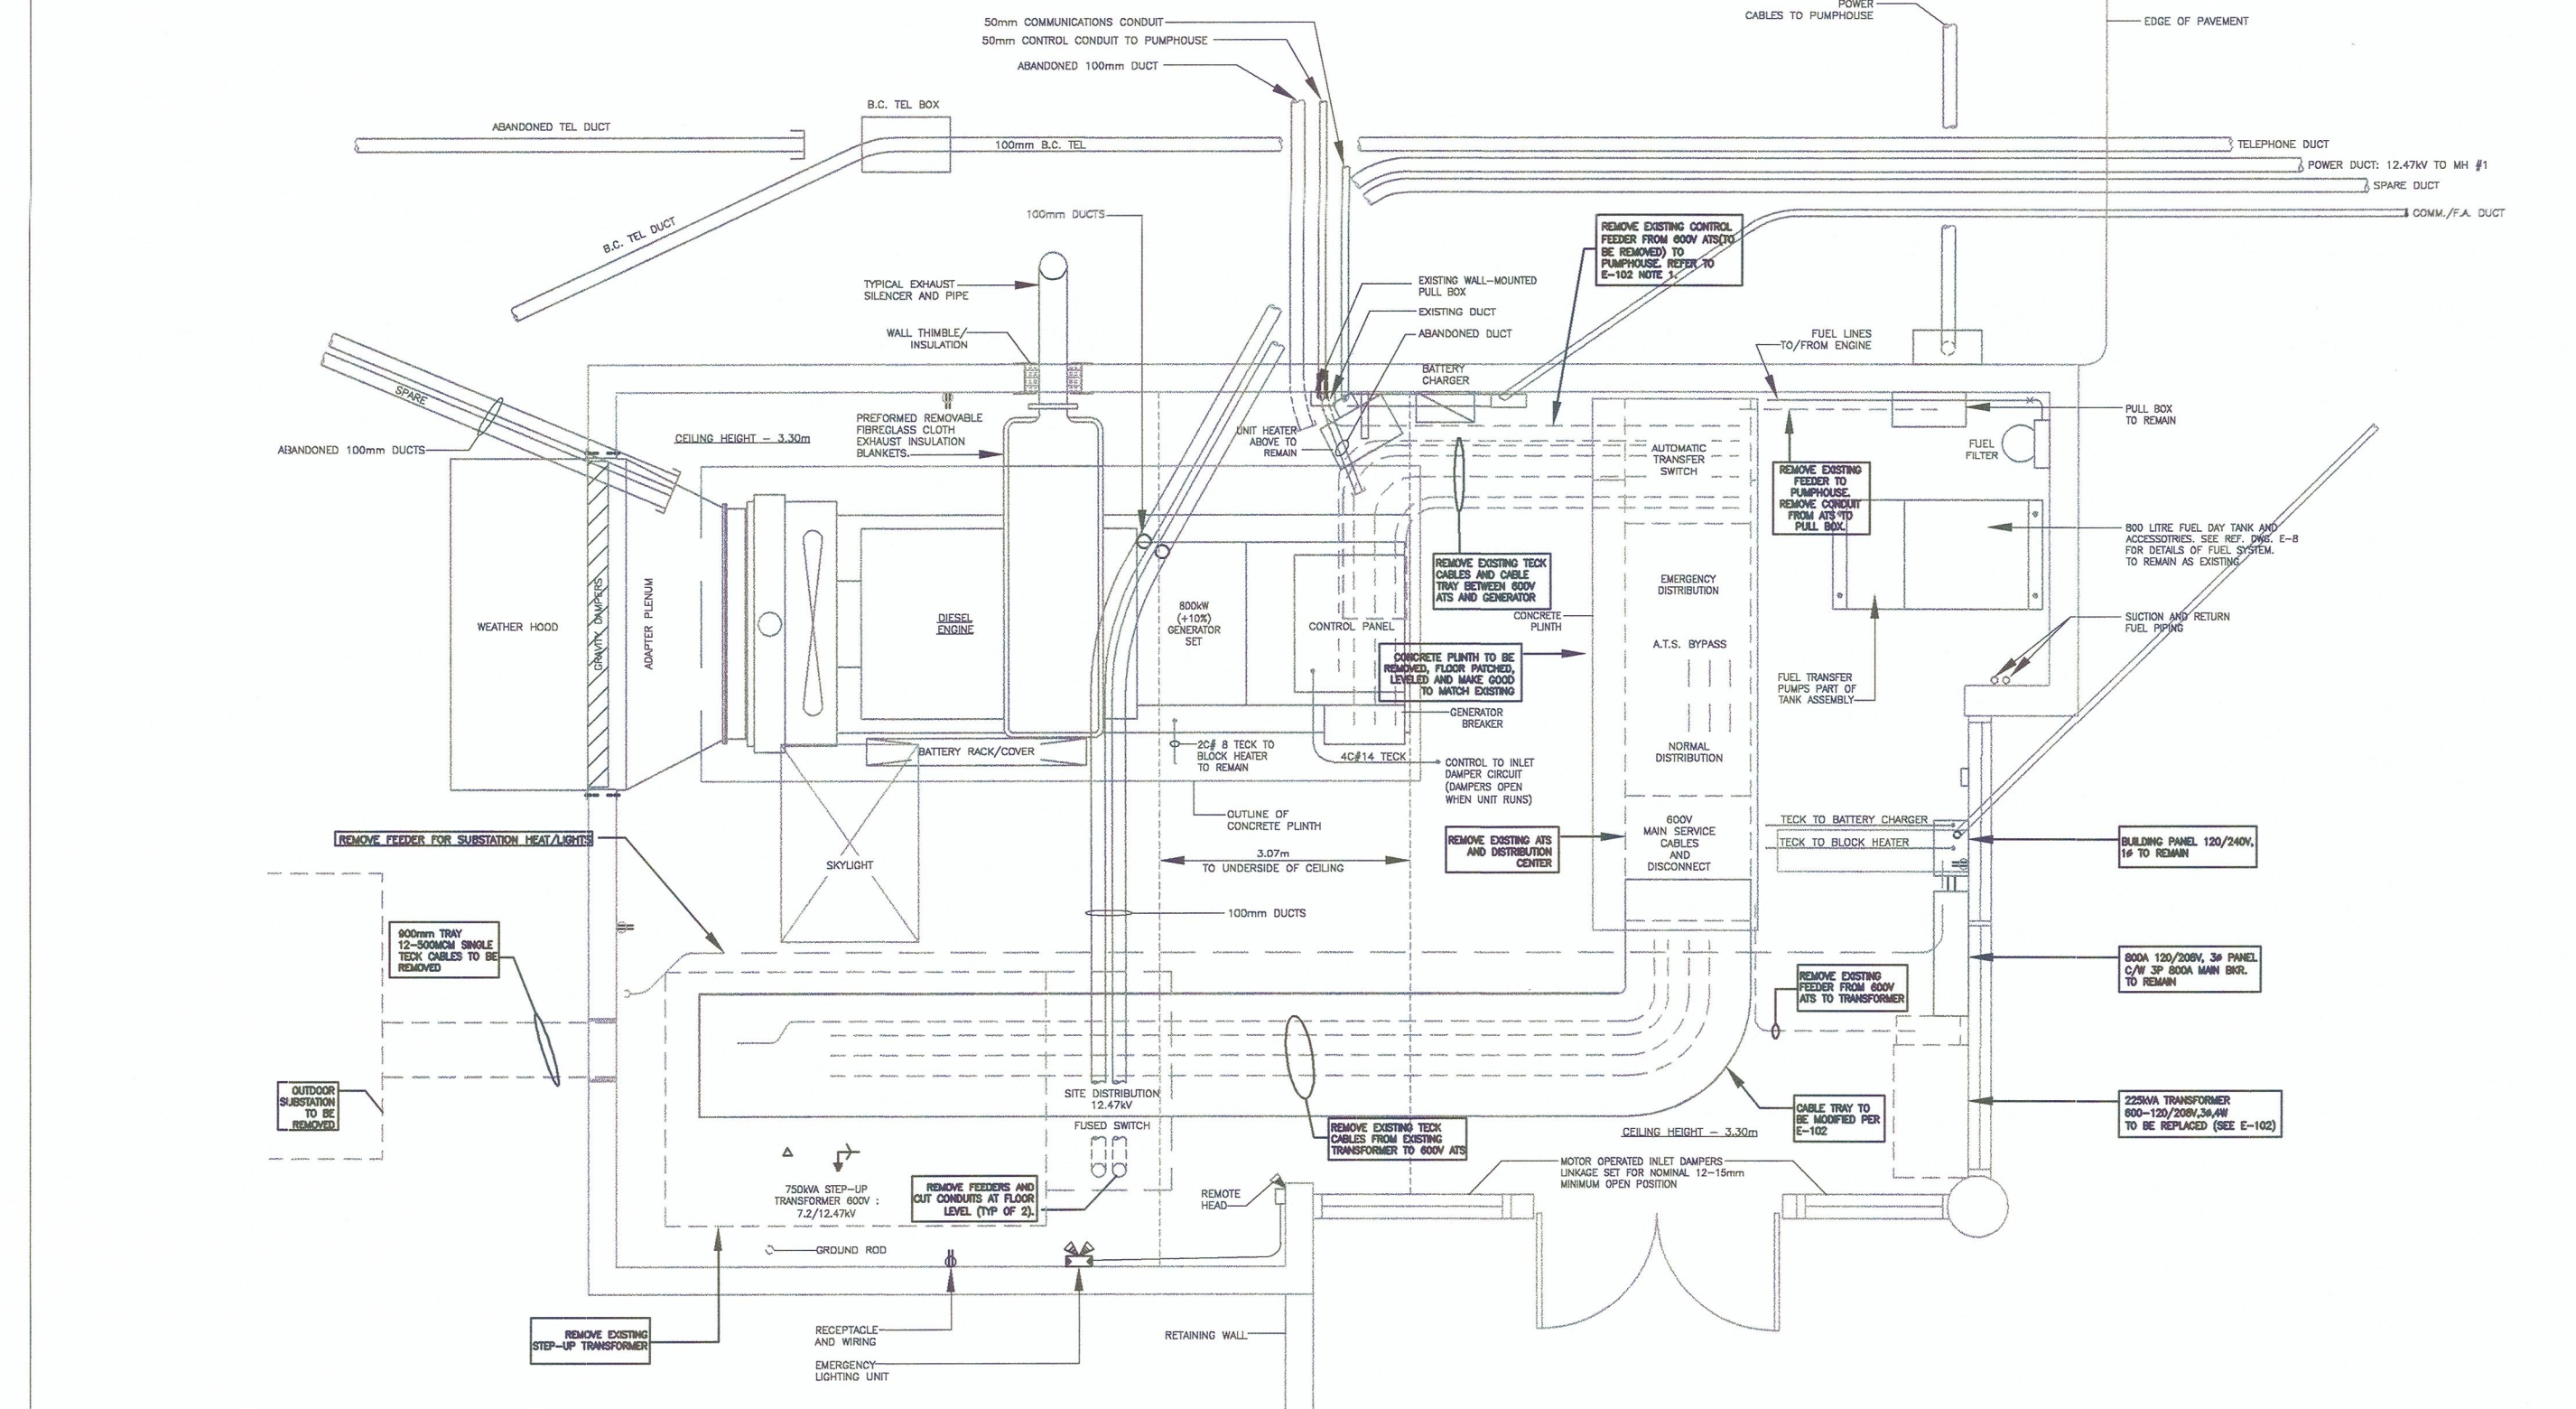 50mm COMMUNICATIONS CONDUIT
50mm CONTROL CONDUIT TO PUMPHOUSE
ABANDONED 100mm DUCT
POWER
CABLES TO PUMPHOUSE
EDGE OF PAVEMENT
B.C. TEL BOX
ABANDONED TEL DUCT
100mm B.C. TEL
TELEPHONE DUCT
POWER DUCT: 12.47kV TO MH #1
SPARE DUCT
COMM./F.A. DUCT
B.C. TEL DUCT
100mm DUCTS
REMOVE EXISTING CONTROL
FEEDER FROM 600V ATS(TO
BE REMOVED) TO
PUMPHOUSE. REFER TO
E-102 NOTE 1.
TYPICAL EXHAUST
SILENCER AND PIPE
EXISTING WALL-MOUNTED
PULL BOX
EXISTING DUCT
ABANDONED DUCT
WALL THIMBLE/
INSULATION
FUEL LINES
TO/FROM ENGINE
BATTERY
CHARGER
SPARE
ABANDONED 100mm DUCTS
CEILING HEIGHT - 3.30m
PREFORMED REMOVABLE
FIBREGLASS CLOTH
EXHAUST INSULATION
BLANKETS.
UNIT HEATER
ABOVE TO
REMAIN
AUTOMATIC
TRANSFER
SWITCH
PULL BOX
TO REMAIN
FUEL
FILTER
REMOVE EXISTING
FEEDER TO
PUMPHOUSE.
REMOVE CONDUIT
FROM ATS TO
PULL BOX.
800 LITRE FUEL DAY TANK AND
ACCESSOTRIES. SEE REF. DWG. E-8
FOR DETAILS OF FUEL SYSTEM.
TO REMAIN AS EXISTING
REMOVE EXISTING TECK
CABLES AND CABLE
TRAY BETWEEN 600V
ATS AND GENERATOR
EMERGENCY
DISTRIBUTION
CONCRETE
PLINTH
WEATHER HOOD
GRAVITY DAMPERS
ADAPTER PLENUM
DIESEL
ENGINE
800kW
(+10%)
GENERATOR
SET
CONTROL PANEL
A.T.S. BYPASS
SUCTION AND RETURN
FUEL PIPING
CONCRETE PLINTH TO BE
REMOVED, FLOOR PATCHED,
LEVELED AND MAKE GOOD
TO MATCH EXISTING
FUEL TRANSFER
PUMPS PART OF
TANK ASSEMBLY
GENERATOR
BREAKER
BATTERY RACK/COVER
2C# 8 TECK TO
BLOCK HEATER
TO REMAIN
4C#14 TECK
CONTROL TO INLET
DAMPER CIRCUIT
(DAMPERS OPEN
WHEN UNIT RUNS)
NORMAL
DISTRIBUTION
OUTLINE OF
CONCRETE PLINTH
600V
MAIN SERVICE
CABLES
AND
DISCONNECT
TECK TO BATTERY CHARGER
TECK TO BLOCK HEATER
REMOVE FEEDER FOR SUBSTATION HEAT/LIGHTS
SKYLIGHT
3.07m
TO UNDERSIDE OF CEILING
REMOVE EXISTING ATS
AND DISTRIBUTION
CENTER
BUILDING PANEL 120/240V,
1ø TO REMAIN
100mm DUCTS
900mm TRAY
12-500MCM SINGLE
TECK CABLES TO BE
REMOVED
800A 120/208V, 3ø PANEL
C/W 3P 800A MAIN BKR.
TO REMAIN
REMOVE EXISTING
FEEDER FROM 600V
ATS TO TRANSFORMER
OUTDOOR
SUBSTATION
TO BE
REMOVED
SITE DISTRIBUTION
12.47kV
FUSED SWITCH
REMOVE EXISTING TECK
CABLES FROM EXISTING
TRANSFORMER TO 600V ATS
CABLE TRAY TO
BE MODIFIED PER
E-102
225kVA TRANSFORMER
600-120/208V,3ø,4W
TO BE REPLACED (SEE E-102)
CEILING HEIGHT - 3.30m
MOTOR OPERATED INLET DAMPERS
LINKAGE SET FOR NOMINAL 12-15mm
MINIMUM OPEN POSITION
750kVA STEP-UP
TRANSFORMER 600V :
7.2/12.47kV
REMOVE FEEDERS AND
CUT CONDUITS AT FLOOR
LEVEL (TYP OF 2).
REMOTE
HEAD
GROUND ROD
REMOVE EXISTING
STEP-UP TRANSFORMER
RECEPTACLE
AND WIRING
EMERGENCY
LIGHTING UNIT
RETAINING WALL